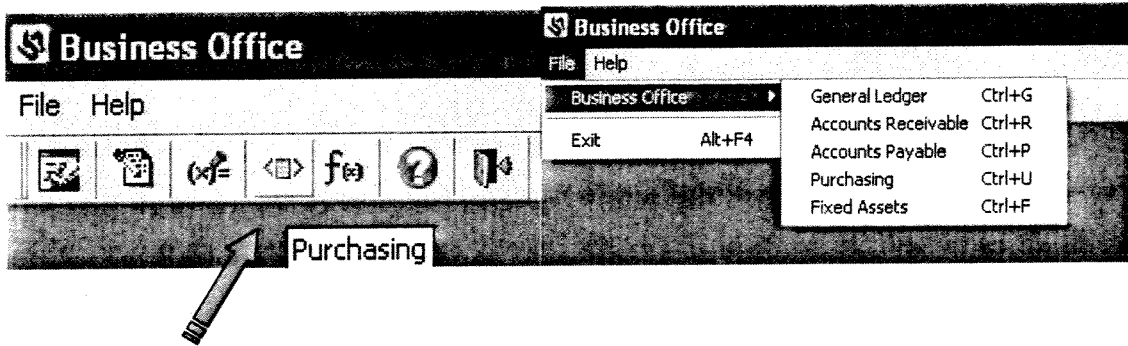 Business Office
File Help
(x)=
f(x)
?
Purchasing
Business Office
File Help
Business Office
General Ledger Ctrl+G
Accounts Receivable Ctrl+R
Exit Alt+F4
Accounts Payable Ctrl+P
Purchasing Ctrl+U
Fixed Assets Ctrl+F